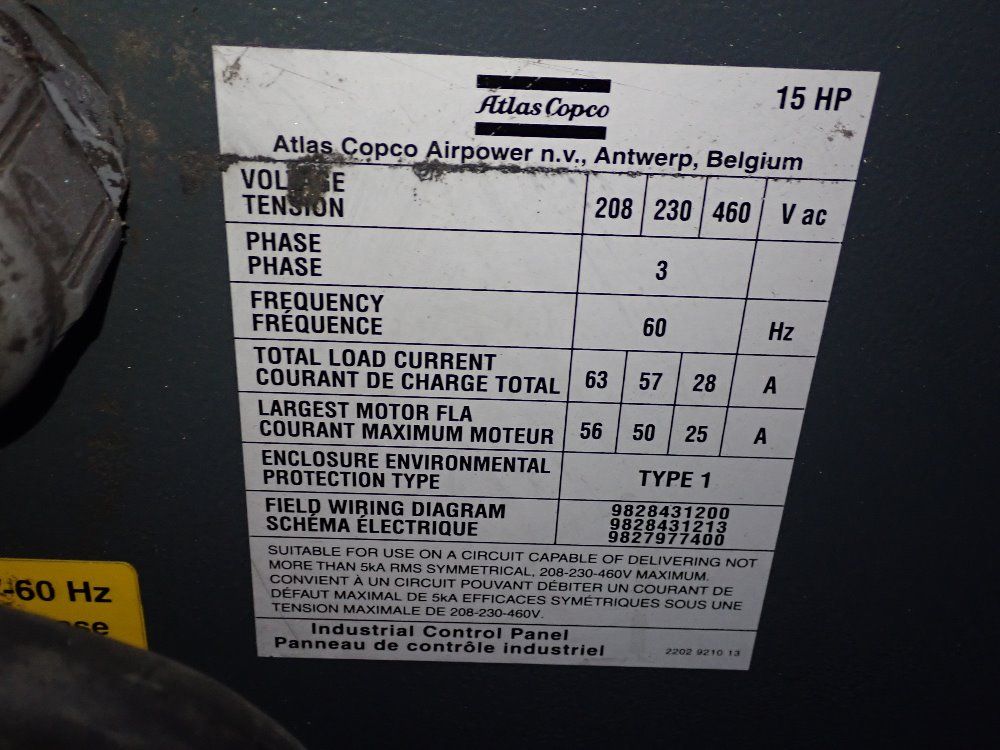 Atlas Copco
15 HP
Atlas Copco Airpower n.v., Antwerp, Belgium
VOLTAGE
TENSION
208 230 460 V ac
PHASE
PHASE
3
FREQUENCY
FRÉQUENCE
60 Hz
TOTAL LOAD CURRENT
COURANT DE CHARGE TOTAL
63 57 28 A
LARGEST MOTOR FLA
COURANT MAXIMUM MOTEUR
56 50 25 A
ENCLOSURE ENVIRONMENTAL
PROTECTION TYPE
TYPE 1
FIELD WIRING DIAGRAM
SCHÉMA ÉLECTRIQUE
9828431200
9828431213
9827977400
SUITABLE FOR USE ON A CIRCUIT CAPABLE OF DELIVERING NOT
MORE THAN 5kA RMS SYMMETRICAL, 208-230-460V MAXIMUM.
CONVIENT À UN CIRCUIT POUVANT DÉBITER UN COURANT DE
DÉFAUT MAXIMAL DE 5kA EFFICACES SYMÉTRIQUES SOUS UNE
TENSION MAXIMALE DE 208-230-460V.
Industrial Control Panel
Panneau de contrôle industriel
2202 9210 13
-60 Hz